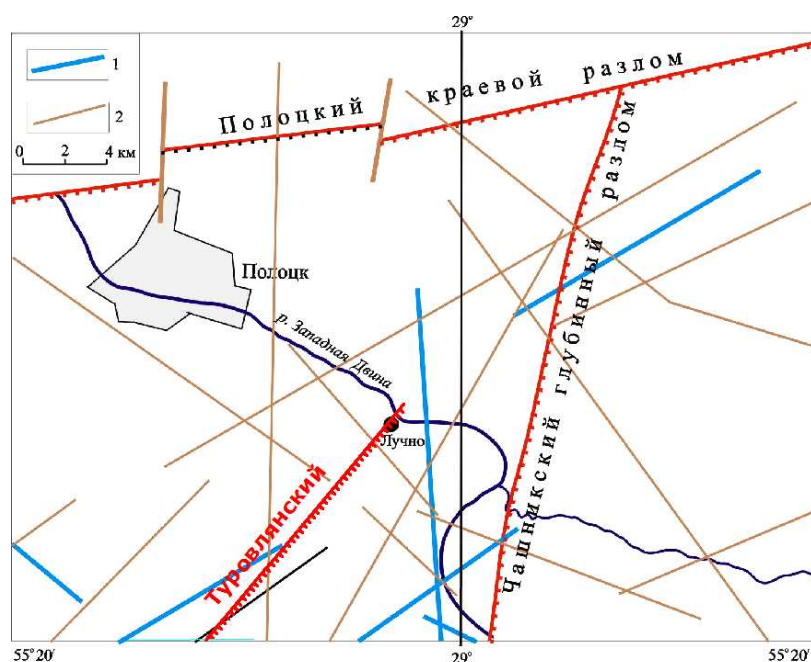 29°
1
2
0 2 4 км
Полоцкий краевой разлом
Полоцк
р. Западная Двина
Лучно
Туровлянский
Чашникский глубинный разлом
55°20'
29°
55°20'